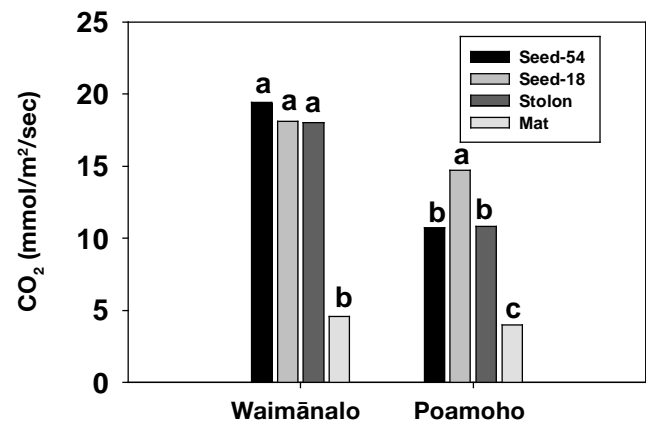 25
20
15
10
5
0
CO₂ (mmol/m²/sec)
Seed-54
Seed-18
Stolon
Mat
a a a b
b a b c
Waimānalo Poamoho